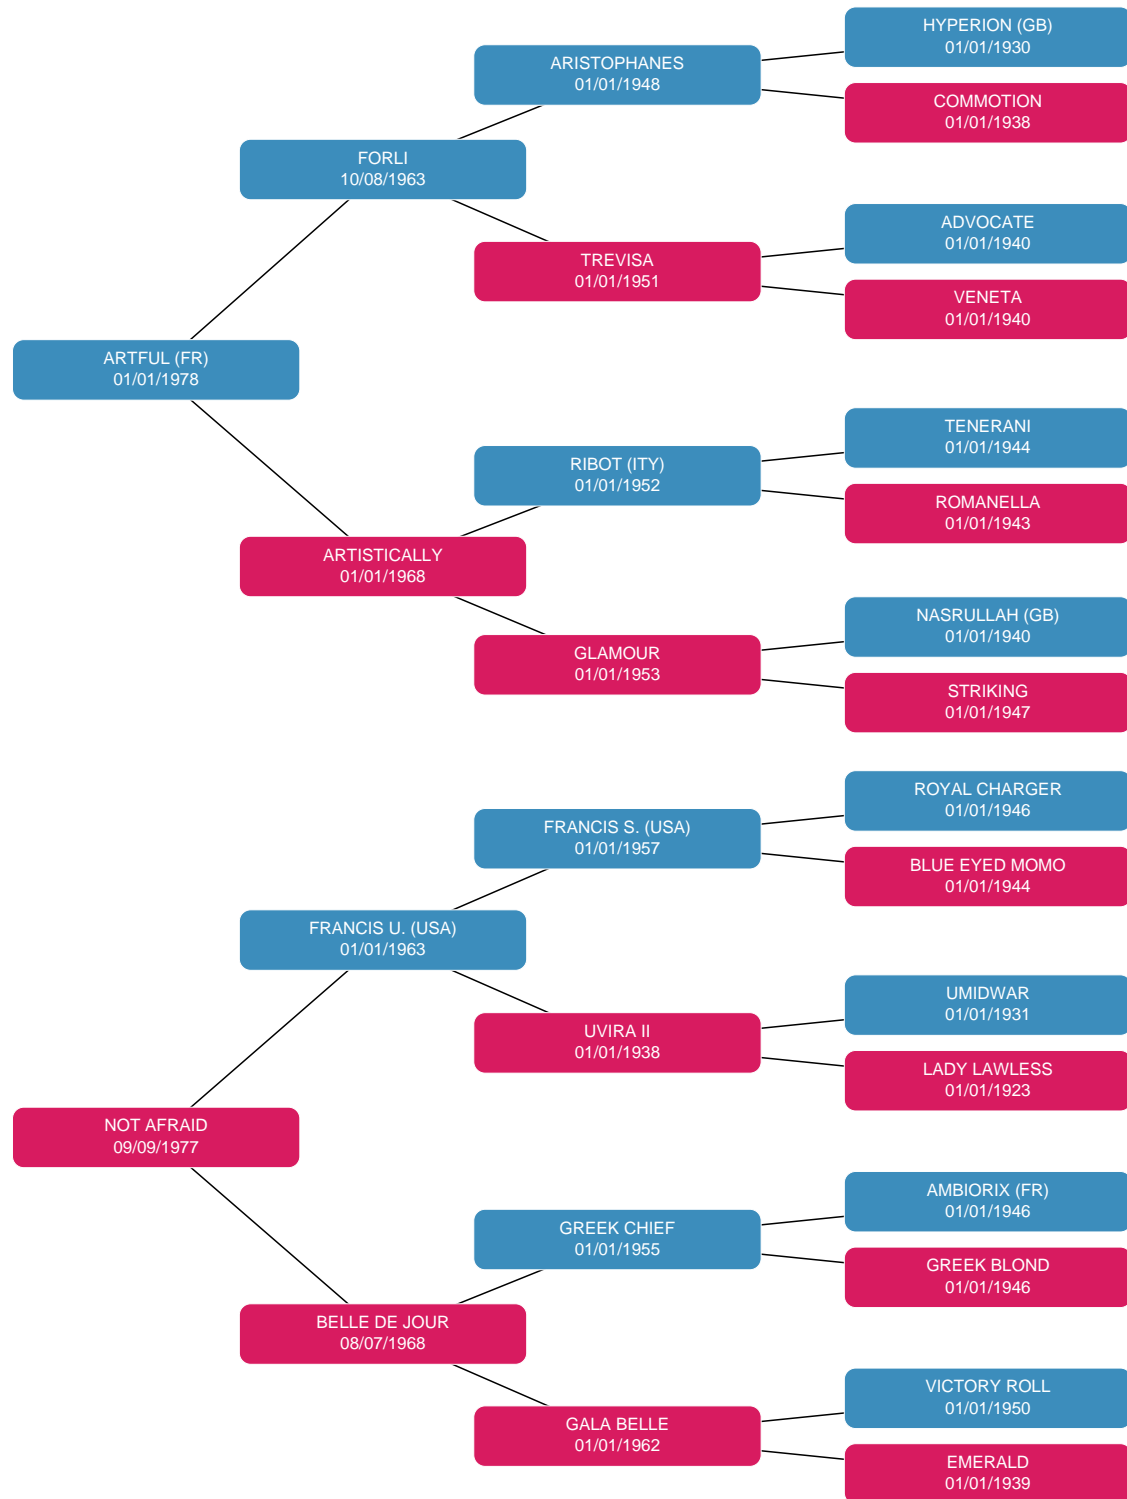 HYPERION (GB)
01/01/1930
ARISTOPHANES
01/01/1948
COMMOTION
01/01/1938
FORLI
10/08/1963
ADVOCATE
01/01/1940
TREVISA
01/01/1951
VENETA
01/01/1940
ARTFUL (FR)
01/01/1978
TENERANI
01/01/1944
RIBOT (ITY)
01/01/1952
ROMANELLA
01/01/1943
ARTISTICALLY
01/01/1968
NASRULLAH (GB)
01/01/1940
GLAMOUR
01/01/1953
STRIKING
01/01/1947
ROYAL CHARGER
01/01/1946
FRANCIS S. (USA)
01/01/1957
BLUE EYED MOMO
01/01/1944
FRANCIS U. (USA)
01/01/1963
UMIDWAR
01/01/1931
UVIRA II
01/01/1938
LADY LAWLESS
01/01/1923
NOT AFRAID
09/09/1977
AMBIORIX (FR)
01/01/1946
GREEK CHIEF
01/01/1955
GREEK BLOND
01/01/1946
BELLE DE JOUR
08/07/1968
VICTORY ROLL
01/01/1950
GALA BELLE
01/01/1962
EMERALD
01/01/1939